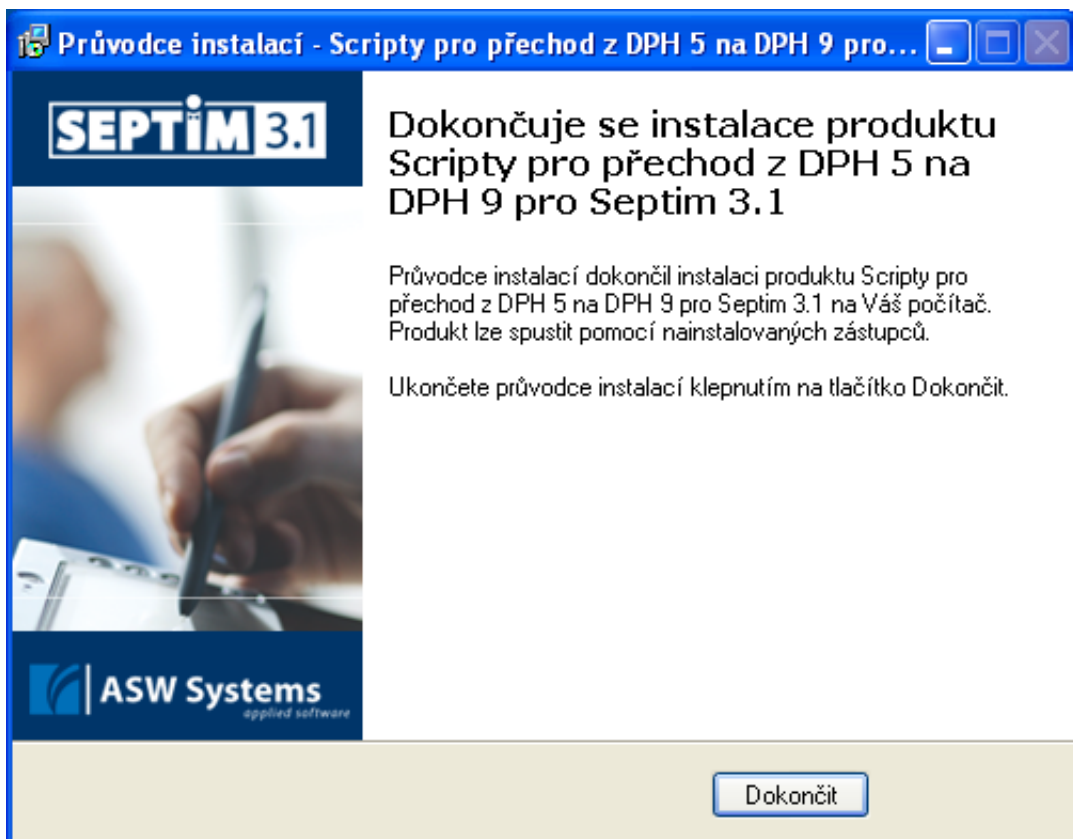 Průvodce instalací - Scripty pro přechod z DPH 5 na DPH 9 pro...
SEPTIM 3.1
Dokončuje se instalace produktu
Scripty pro přechod z DPH 5 na
DPH 9 pro Septim 3.1
Průvodce instalací dokončil instalaci produktu Scripty pro
přechod z DPH 5 na DPH 9 pro Septim 3.1 na Váš počítač.
Produkt lze spustit pomocí nainstalovaných zástupců.
Ukončete průvodce instalací klepnutím na tlačítko Dokončit.
ASW Systems
applied software
Dokončit